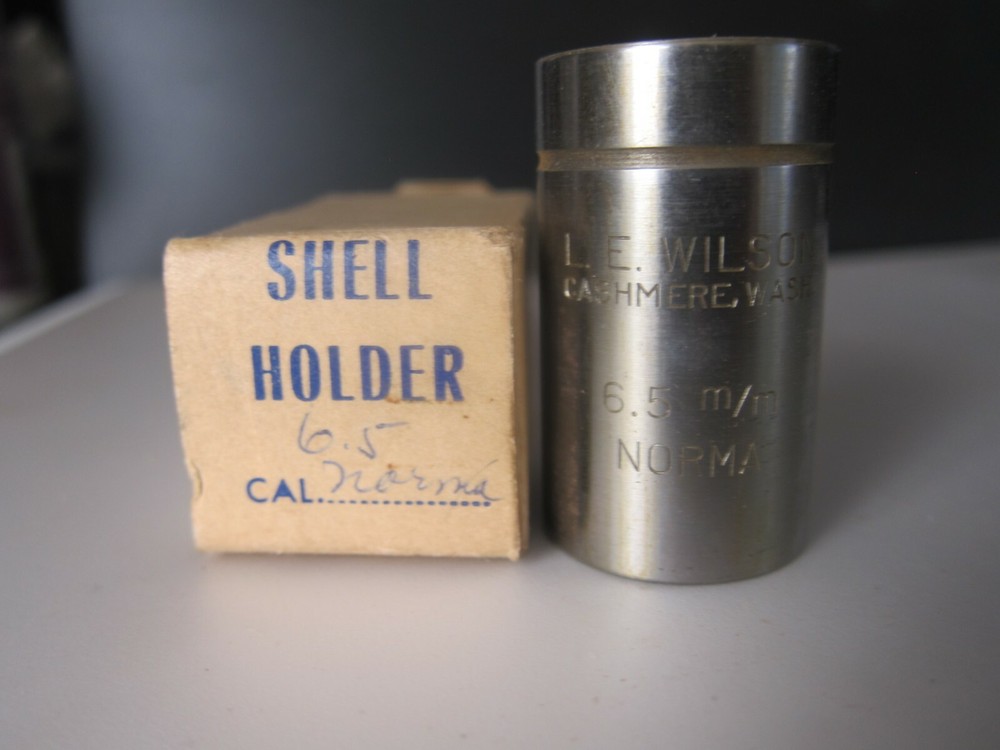 SHELL
HOLDER
6.5
CAL. Norma
L. E. WILSON
CASHMERE, WASH.
6.5 m/m
NORMA